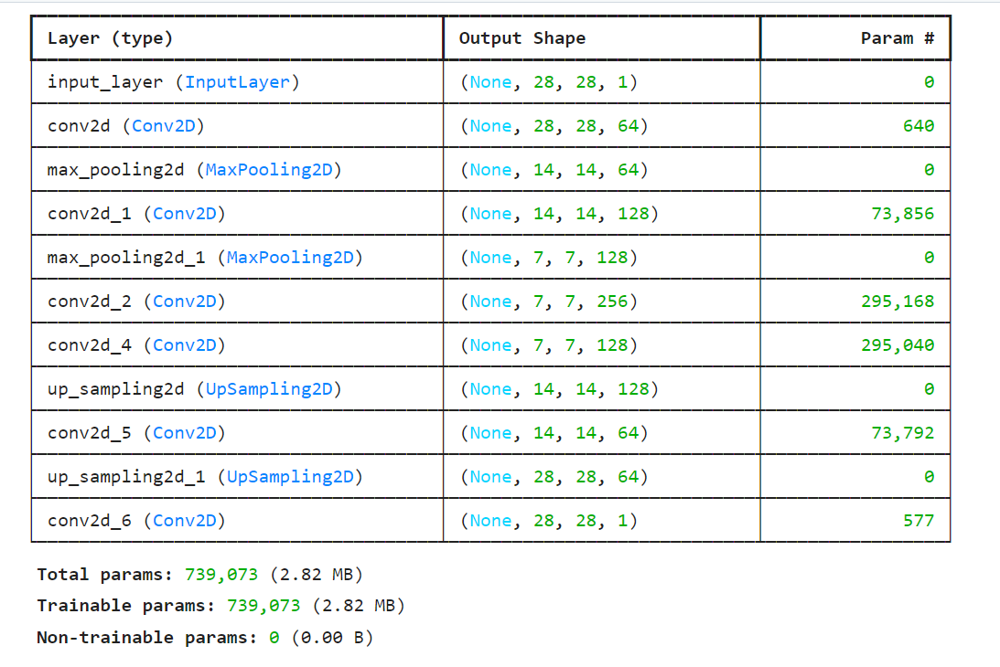 Layer (type) Output Shape Param #
input_layer (InputLayer) (None, 28, 28, 1) 0
conv2d (Conv2D) (None, 28, 28, 64) 640
max_pooling2d (MaxPooling2D) (None, 14, 14, 64) 0
conv2d_1 (Conv2D) (None, 14, 14, 128) 73,856
max_pooling2d_1 (MaxPooling2D) (None, 7, 7, 128) 0
conv2d_2 (Conv2D) (None, 7, 7, 256) 295,168
conv2d_4 (Conv2D) (None, 7, 7, 128) 295,040
up_sampling2d (UpSampling2D) (None, 14, 14, 128) 0
conv2d_5 (Conv2D) (None, 14, 14, 64) 73,792
up_sampling2d_1 (UpSampling2D) (None, 28, 28, 64) 0
conv2d_6 (Conv2D) (None, 28, 28, 1) 577
Total params: 739,073 (2.82 MB)
Trainable params: 739,073 (2.82 MB)
Non-trainable params: 0 (0.00 B)